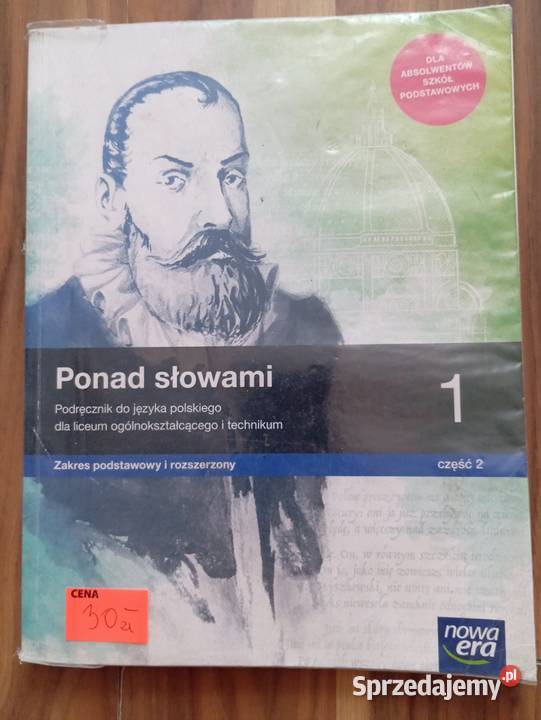 DLA
ABSOLWENTÓW
SZKÓŁ
PODSTAWOWYCH
Ponad słowami
1
Podręcznik do języka polskiego
dla liceum ogólnokształcącego i technikum
Zakres podstawowy i rozszerzony
część 2
CENA
30 zł
nowa
era
Sprzedajemy.pl